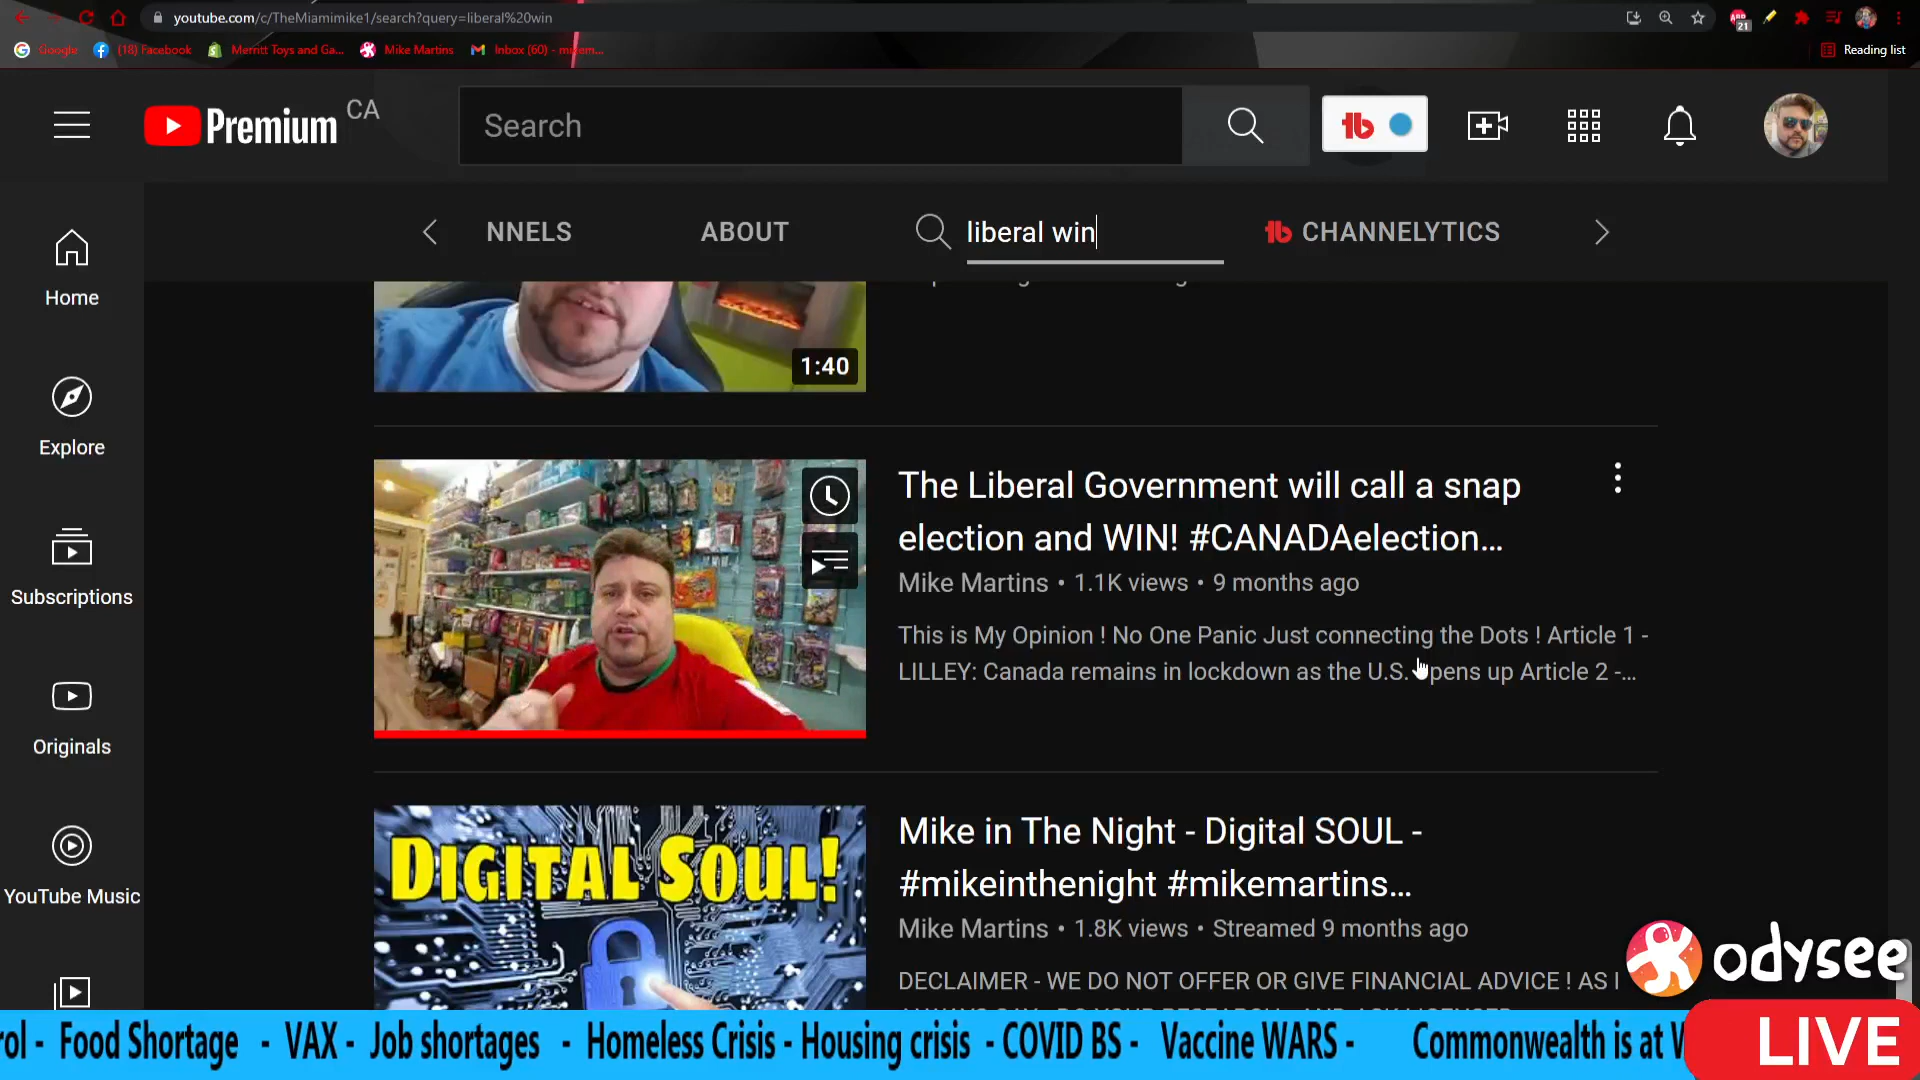 youtube.com/c/TheMiamimike1/search?query=liberal%20win
21
Google
(18) Facebook
Merritt Toys and Ga...
Mike Martins
Reading list
Premium
CA
Search
tb
NNELS
ABOUT
liberal win
tb CHANNELYTICS
Home
Explore
Subscriptions
Originals
YouTube Music
1:40
The Liberal Government will call a snap
election and WIN! #CANADAelection...
Mike Martins • 1.1K views • 9 months ago
This is My Opinion ! No One Panic Just connecting the Dots ! Article 1 -
LILLEY: Canada remains in lockdown as the U.S. opens up Article 2 -...
DIGITAL SOUL!
Mike in The Night - Digital SOUL -
#mikeinthenight #mikemartins...
Mike Martins • 1.8K views • Streamed 9 months ago
DECLAIMER - WE DO NOT OFFER OR GIVE FINANCIAL ADVICE ! AS I
odysee
rol - Food Shortage - VAX - Job shortages - Homeless Crisis - Housing crisis - COVID BS - Vaccine WARS - Commonwealth is at
LIVE